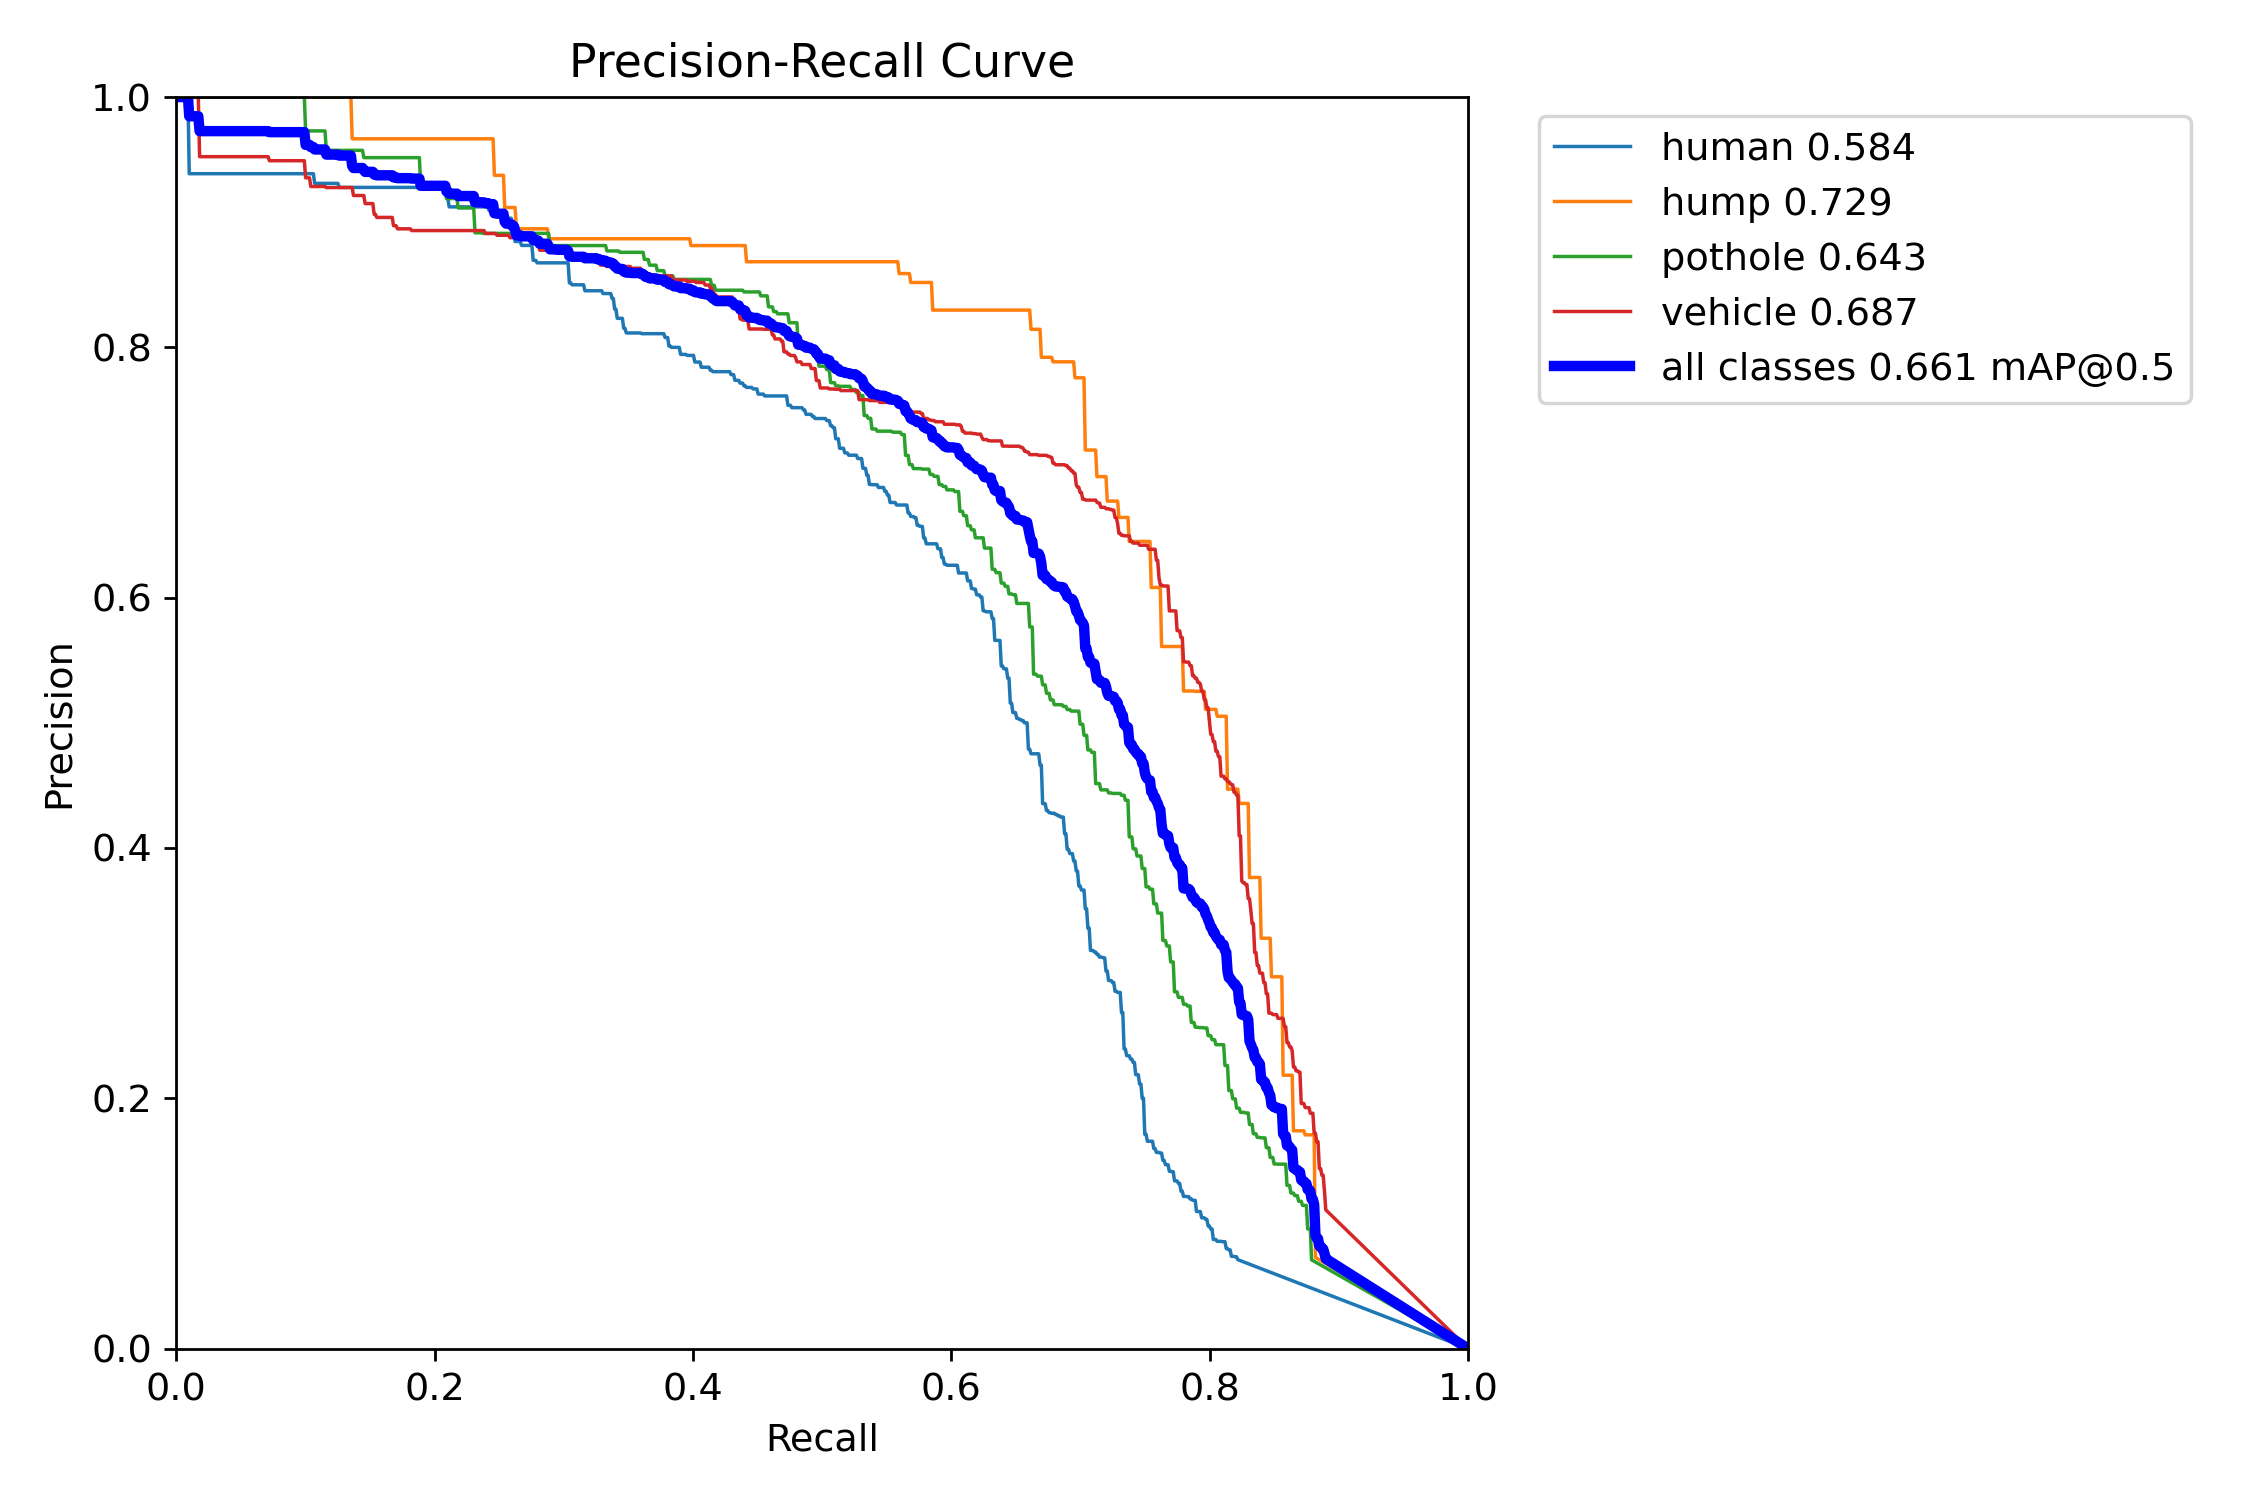 Precision-Recall Curve
1.0
0.8
0.6
0.4
0.2
0.0
Precision
0.0 0.2 0.4 0.6 0.8 1.0
Recall
human 0.584
hump 0.729
pothole 0.643
vehicle 0.687
all classes 0.661 mAP@0.5